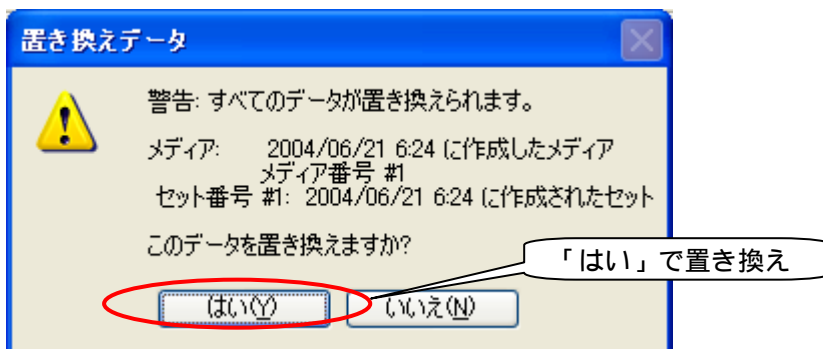 置き換えデータ
警告: すべてのデータが置き換えられます。
メディア: 2004/06/21 6:24 に作成したメディア
メディア番号 #1
セット番号 #1: 2004/06/21 6:24 に作成されたセット
このデータを置き換えますか?
「はい」で置き換え
はい(Y) いいえ(N)